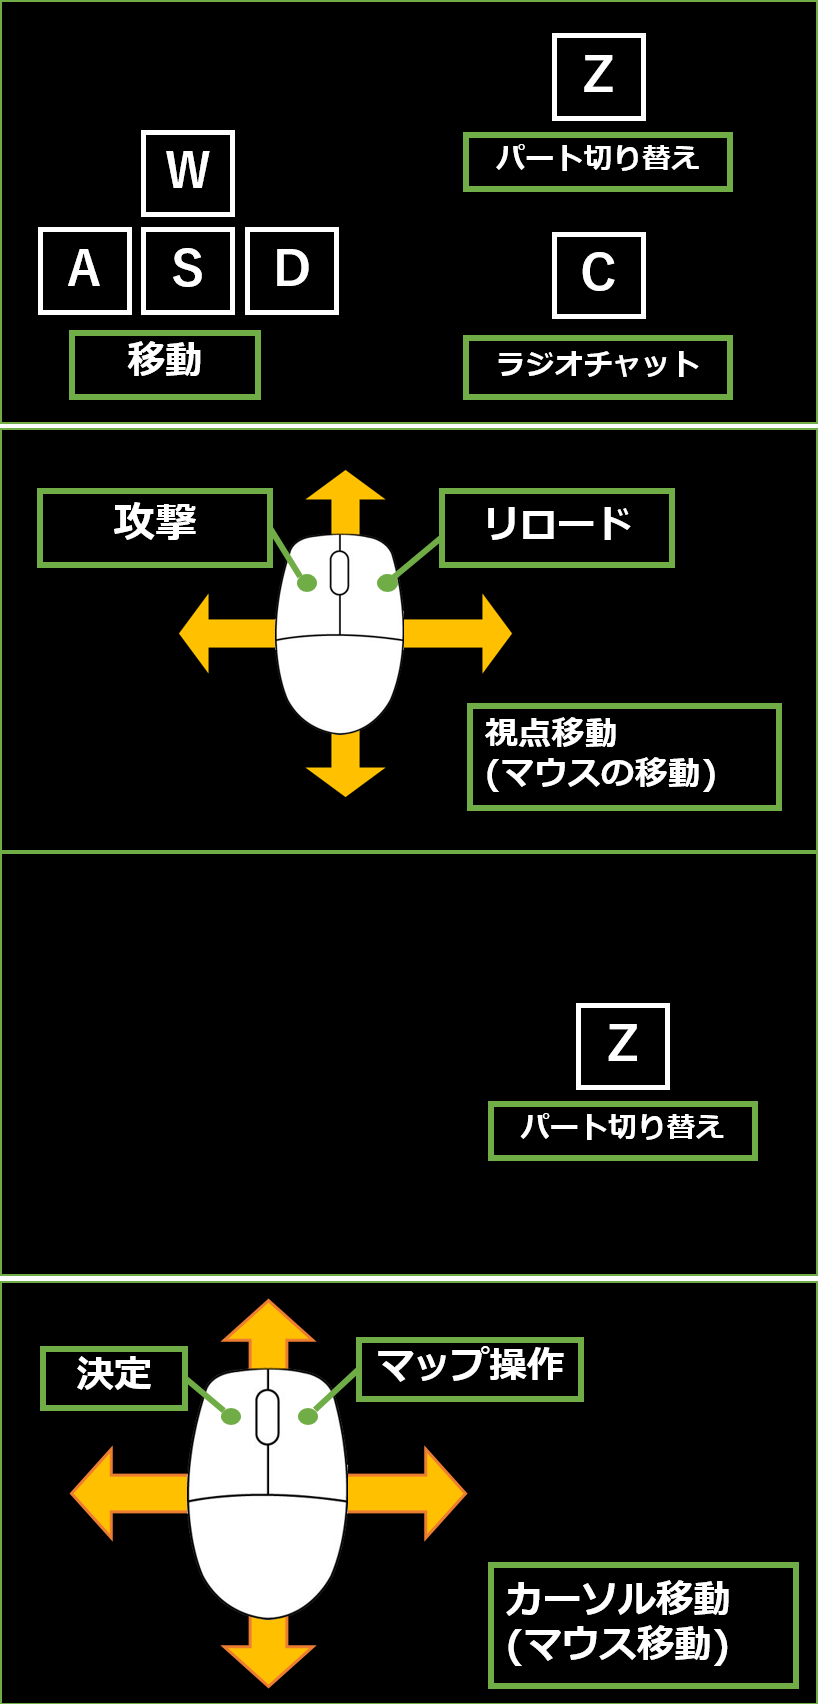 Z
パート切り替え
W
A S D
移動
C
ラジオチャット
攻撃
リロード
視点移動
(マウスの移動)
Z
パート切り替え
決定
マップ操作
カーソル移動
(マウス移動)